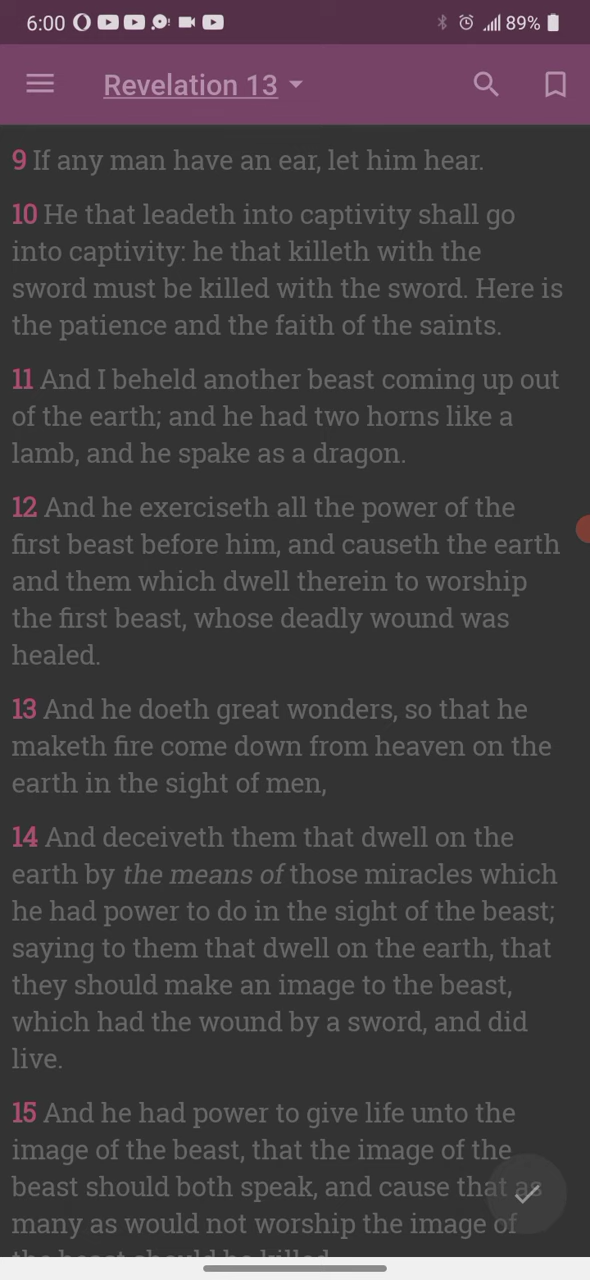 6:00 89%
Revelation 13
9 If any man have an ear, let him hear.
10 He that leadeth into captivity shall go
into captivity: he that killeth with the
sword must be killed with the sword. Here is
the patience and the faith of the saints.
11 And I beheld another beast coming up out
of the earth; and he had two horns like a
lamb, and he spake as a dragon.
12 And he exerciseth all the power of the
first beast before him, and causeth the earth
and them which dwell therein to worship
the first beast, whose deadly wound was
healed.
13 And he doeth great wonders, so that he
maketh fire come down from heaven on the
earth in the sight of men,
14 And deceiveth them that dwell on the
earth by the means of those miracles which
he had power to do in the sight of the beast;
saying to them that dwell on the earth, that
they should make an image to the beast,
which had the wound by a sword, and did
live.
15 And he had power to give life unto the
image of the beast, that the image of the
beast should both speak, and cause that as
many as would not worship the image of
the beast should be killed.